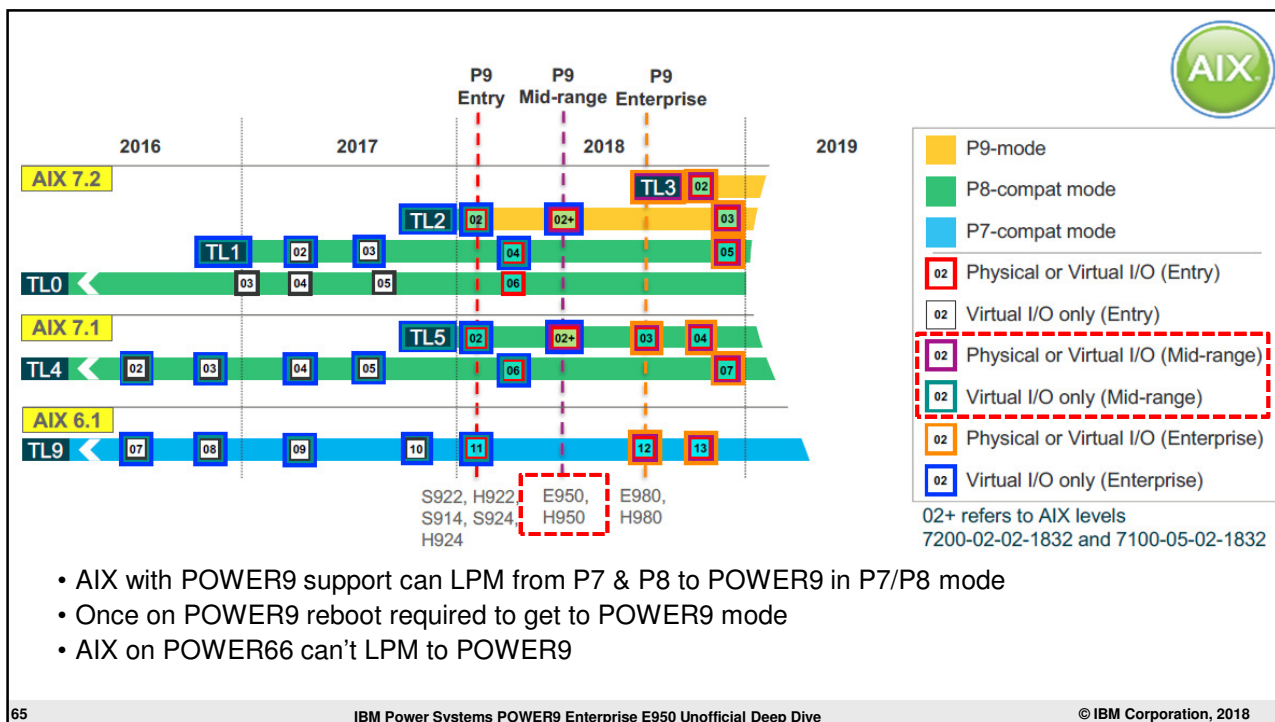 AIX
P9 P9 P9
Entry Mid-range Enterprise
2016 2017 2018 2019
AIX 7.2
TL3 02
TL2 02 02+ 03
TL1 02 03 04 05
TL0 03 04 05 06
AIX 7.1
TL5 02 02+ 03 04
TL4 02 03 04 05 06 07
AIX 6.1
TL9 07 08 09 10 11 12 13
S922, H922,
S914, S924,
H924
E950,
H950
E980,
H980
P9-mode
P8-compat mode
P7-compat mode
02 Physical or Virtual I/O (Entry)
02 Virtual I/O only (Entry)
02 Physical or Virtual I/O (Mid-range)
02 Virtual I/O only (Mid-range)
02 Physical or Virtual I/O (Enterprise)
02 Virtual I/O only (Enterprise)
02+ refers to AIX levels
7200-02-02-1832 and 7100-05-02-1832
• AIX with POWER9 support can LPM from P7 & P8 to POWER9 in P7/P8 mode
• Once on POWER9 reboot required to get to POWER9 mode
• AIX on POWER66 can’t LPM to POWER9
65 IBM Power Systems POWER9 Enterprise E950 Unofficial Deep Dive © IBM Corporation, 2018